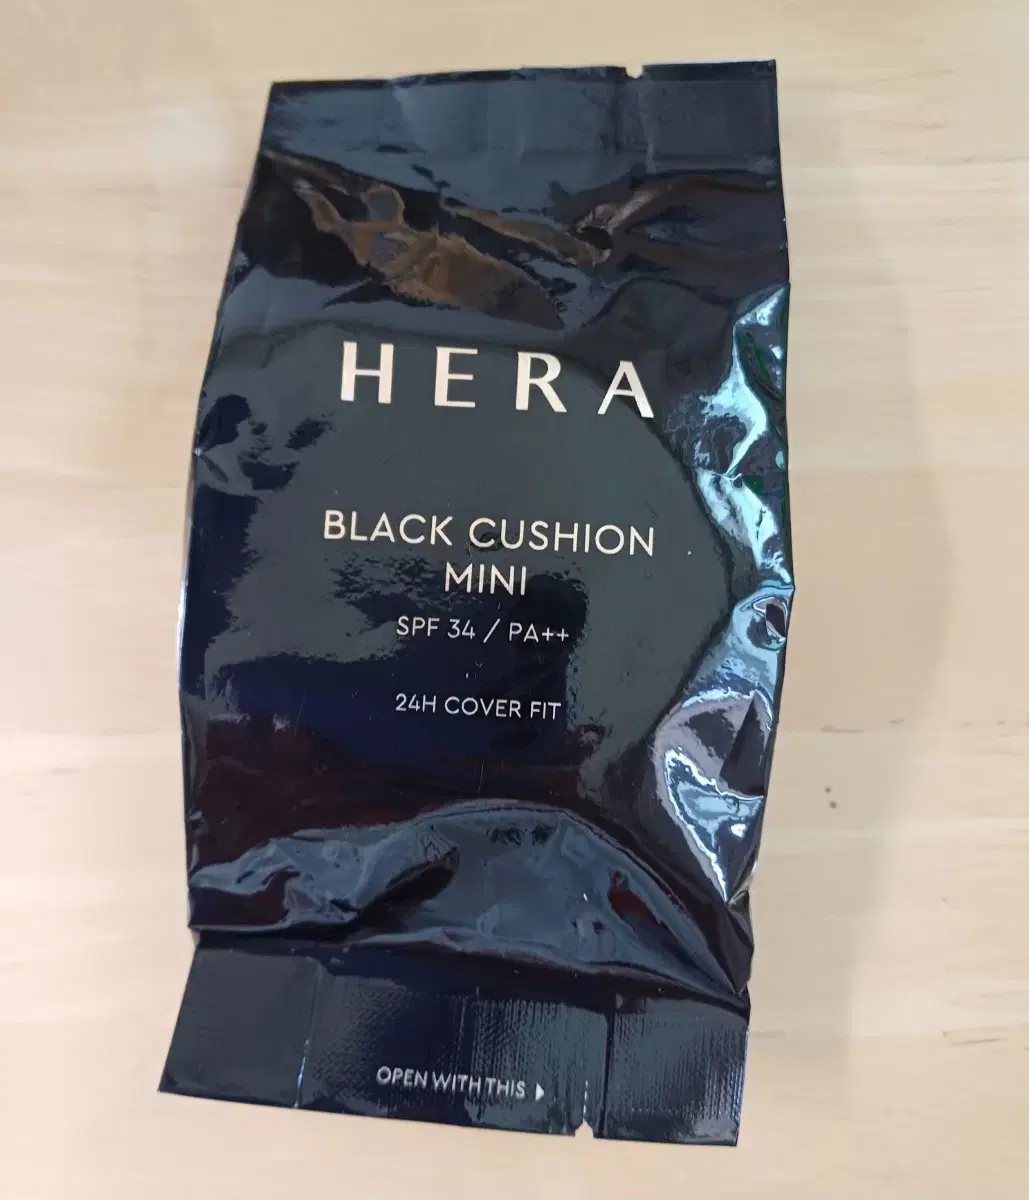 HERA
BLACK CUSHION
MINI
SPF 34 / PA++
24H COVER FIT
OPEN WITH THIS